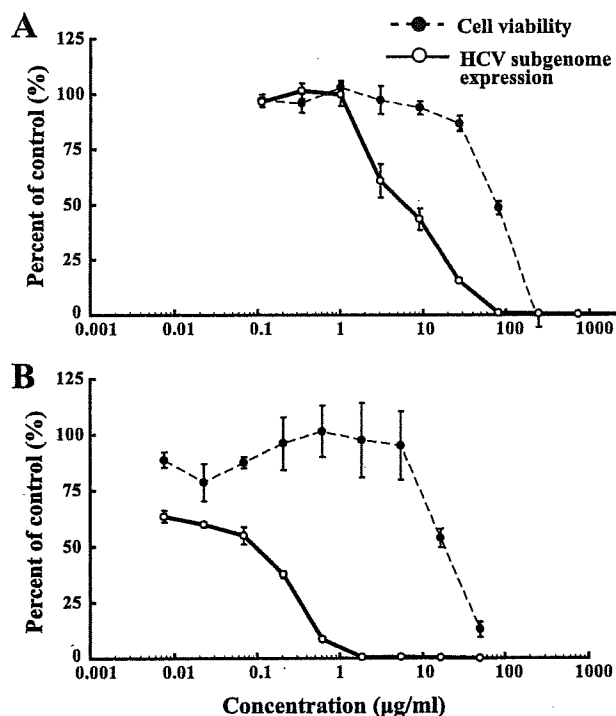 A
Cell viability
HCV subgenome
expression
Percent of control (%)
125
100
75
50
25
0
0.001 0.01 0.1 1 10 100 1000
B
Percent of control (%)
125
100
75
50
25
0
0.001 0.01 0.1 1 10 100 1000
Concentration (μg/ml)